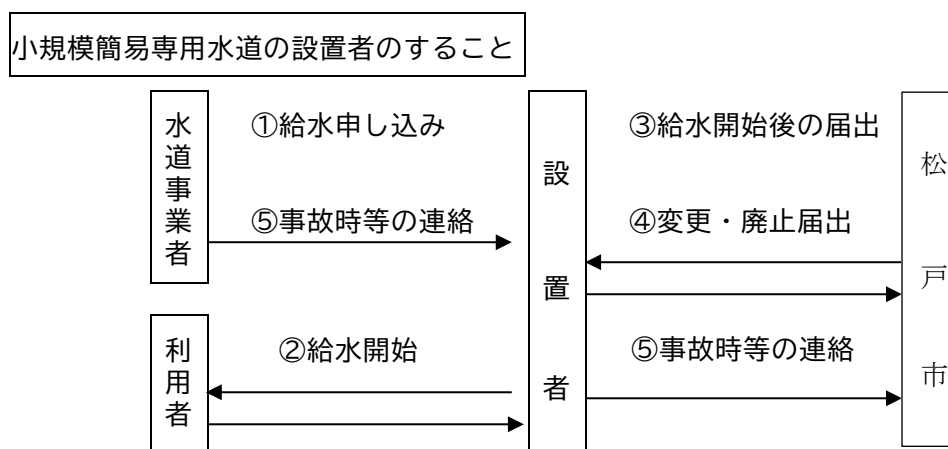 小規模簡易専用水道の設置者のすること
水道事業者
①給水申し込み
⑤事故時等の連絡
利用者
②給水開始
設置者
③給水開始後の届出
④変更・廃止届出
⑤事故時等の連絡
松戸市